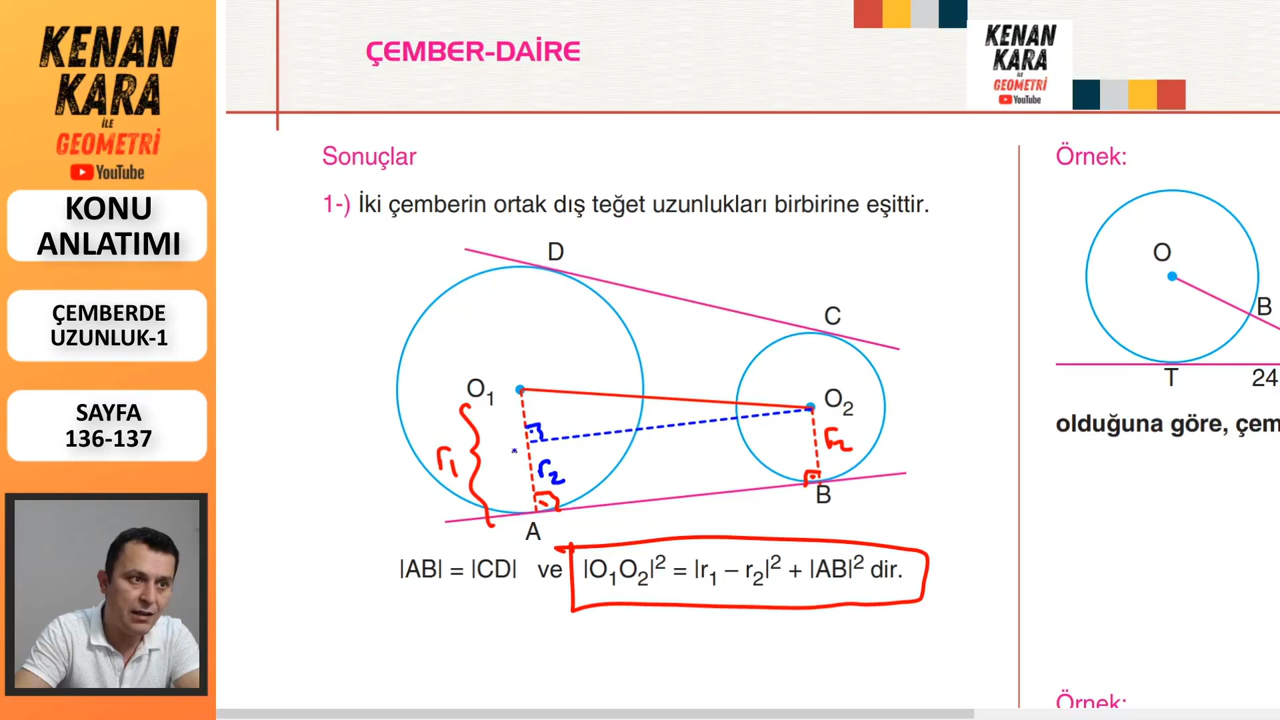 KENAN
KARA
İLE
GEOMETRİ
YouTube
KONU
ANLATIMI
ÇEMBERDE
UZUNLUK-1
SAYFA
136-137
ÇEMBER-DAİRE
KENAN
KARA
İLE
GEOMETRİ
YouTube
Sonuçlar
1-) İki çemberin ortak dış teğet uzunlukları birbirine eşittir.
D
C
O₁
O₂
r₁
r₂
r₂
A
B
|AB| = |CD| ve |O₁O₂|² = |r₁ – r₂|² + |AB|² dir.
Örnek:
O
B
T
24
olduğuna göre, çem
Örnek: